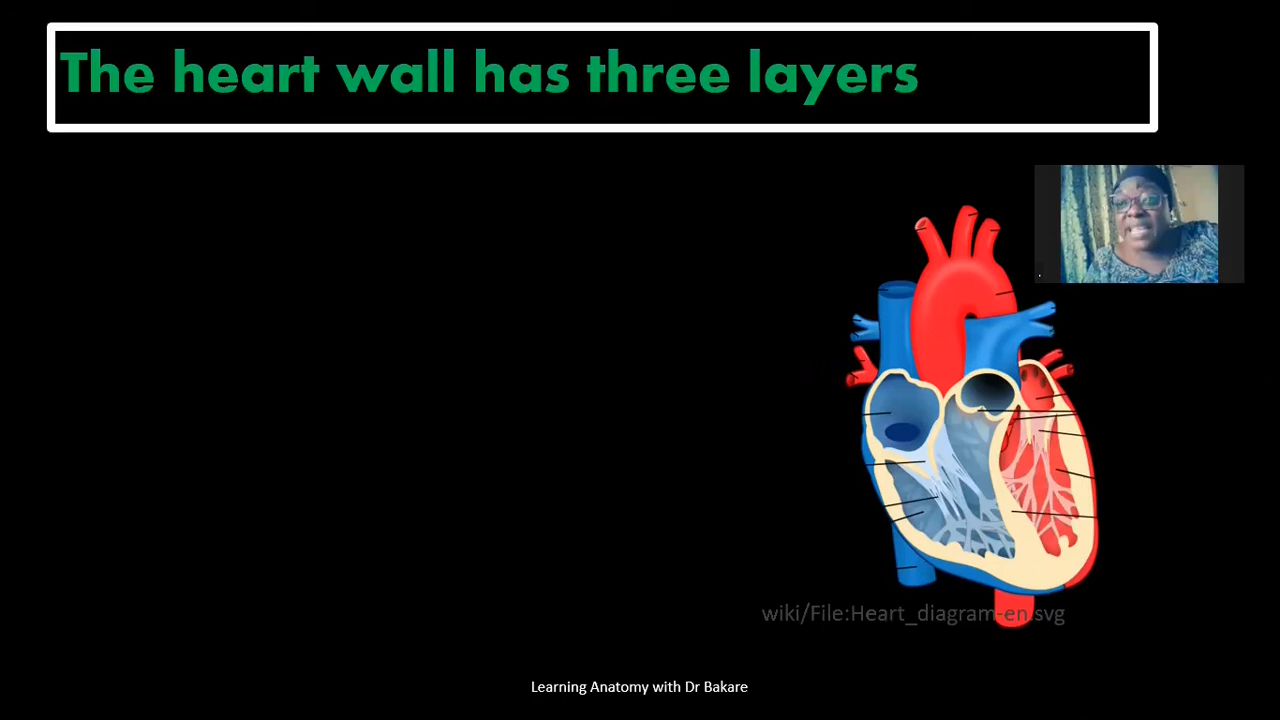 The heart wall has three layers
wiki/File:Heart_diagram-en.svg
Learning Anatomy with Dr Bakare